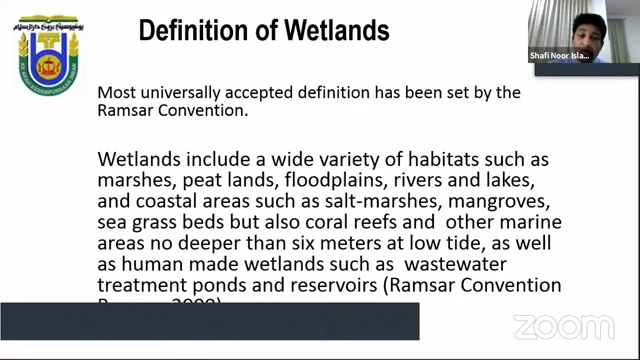 Definition of Wetlands
Shafi Noor Isla...
Most universally accepted definition has been set by the
Ramsar Convention.
Wetlands include a wide variety of habitats such as
marshes, peat lands, floodplains, rivers and lakes,
and coastal areas such as salt-marshes, mangroves,
sea grass beds but also coral reefs and other marine
areas no deeper than six meters at low tide, as well
as human made wetlands such as wastewater
treatment ponds and reservoirs (Ramsar Convention
zoom